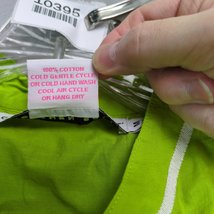 10395
100% COTTON
COLD GENTLE CYCLE
OR COLD HAND WASH
COOL AIR CYCLE
OR HANG DRY